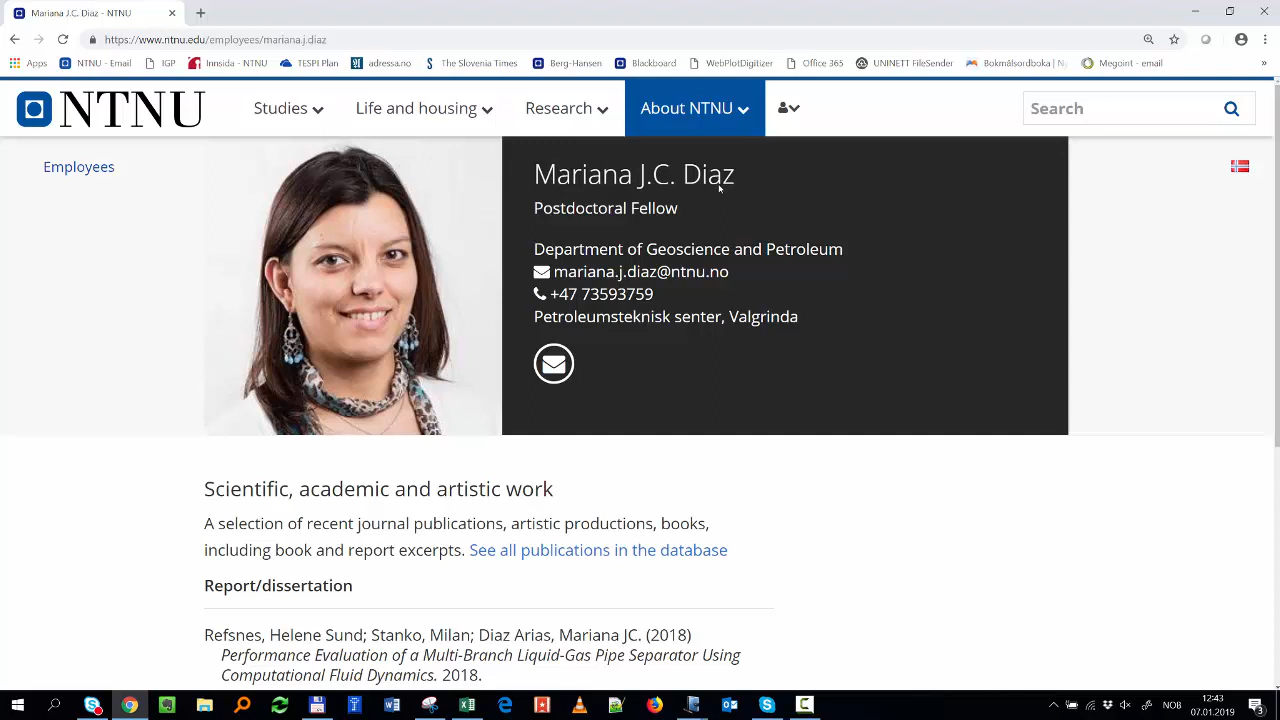 Mariana J.C. Diaz - NTNU
https://www.ntnu.edu/employees/mariana.j.diaz
Apps NTNU - Email IGP Innsida - NTNU TESPI Plan adressa.no The Slovenia Times Berg-Hansen Blackboard WebPlotDigitizer Office 365 UNINETT FileSender Bokmålsordboka | Ny Megoint - email »
NTNU Studies Life and housing Research About NTNU Search
Employees
Mariana J.C. Diaz
Postdoctoral Fellow
Department of Geoscience and Petroleum
mariana.j.diaz@ntnu.no
+47 73593759
Petroleumsteknisk senter, Valgrinda
Scientific, academic and artistic work
A selection of recent journal publications, artistic productions, books,
including book and report excerpts. See all publications in the database
Report/dissertation
Refsnes, Helene Sund; Stanko, Milan; Diaz Arias, Mariana JC. (2018)
Performance Evaluation of a Multi-Branch Liquid-Gas Pipe Separator Using
Computational Fluid Dynamics. 2018.
NOB 12:43
07.01.2019